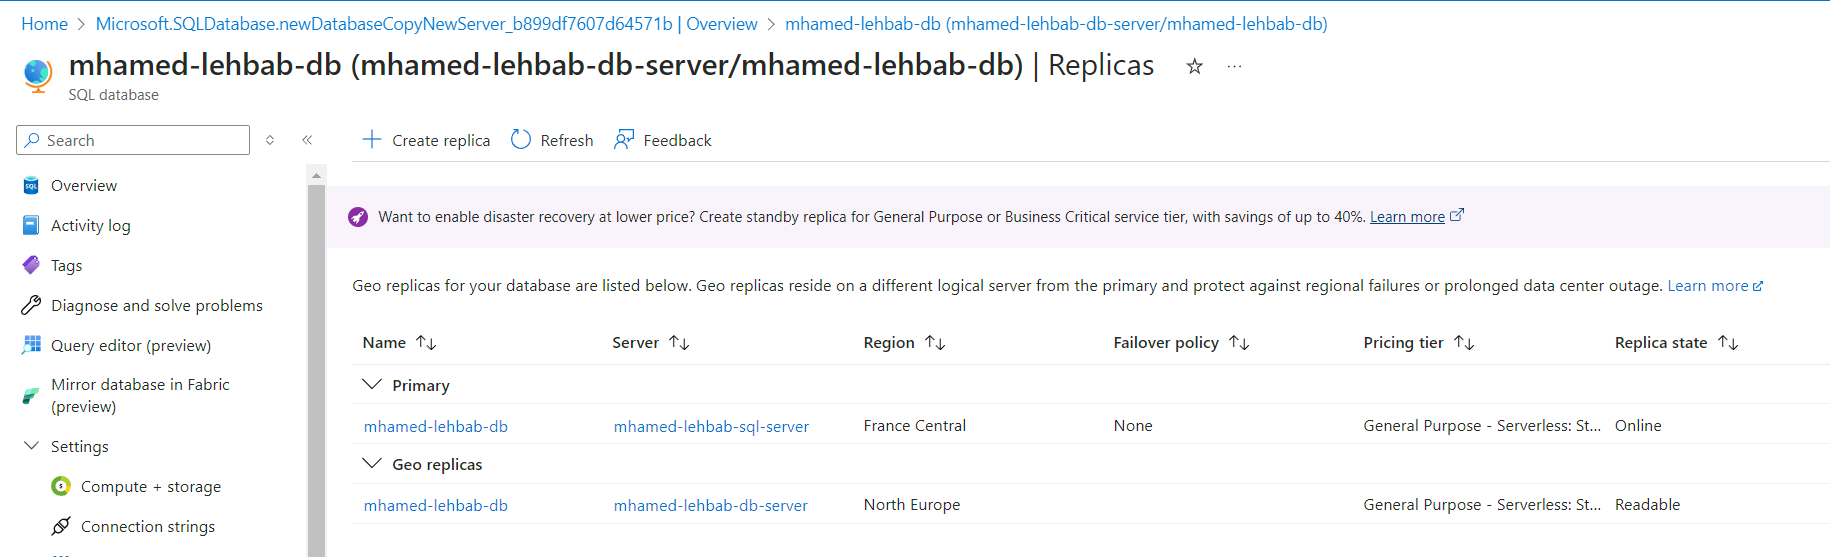 Home > Microsoft.SQLDatabase.newDatabaseCopyNewServer_b899df7607d64571b | Overview > mhamed-lehbab-db (mhamed-lehbab-db-server/mhamed-lehbab-db)
mhamed-lehbab-db (mhamed-lehbab-db-server/mhamed-lehbab-db) | Replicas
SQL database
Search
Create replica Refresh Feedback
Overview
Activity log
Tags
Diagnose and solve problems
Query editor (preview)
Mirror database in Fabric
(preview)
Settings
Compute + storage
Connection strings
Want to enable disaster recovery at lower price? Create standby replica for General Purpose or Business Critical service tier, with savings of up to 40%. Learn more
Geo replicas for your database are listed below. Geo replicas reside on a different logical server from the primary and protect against regional failures or prolonged data center outage. Learn more
Name Server Region Failover policy Pricing tier Replica state
Primary
mhamed-lehbab-db mhamed-lehbab-sql-server France Central None General Purpose - Serverless: St... Online
Geo replicas
mhamed-lehbab-db mhamed-lehbab-db-server North Europe General Purpose - Serverless: St... Readable